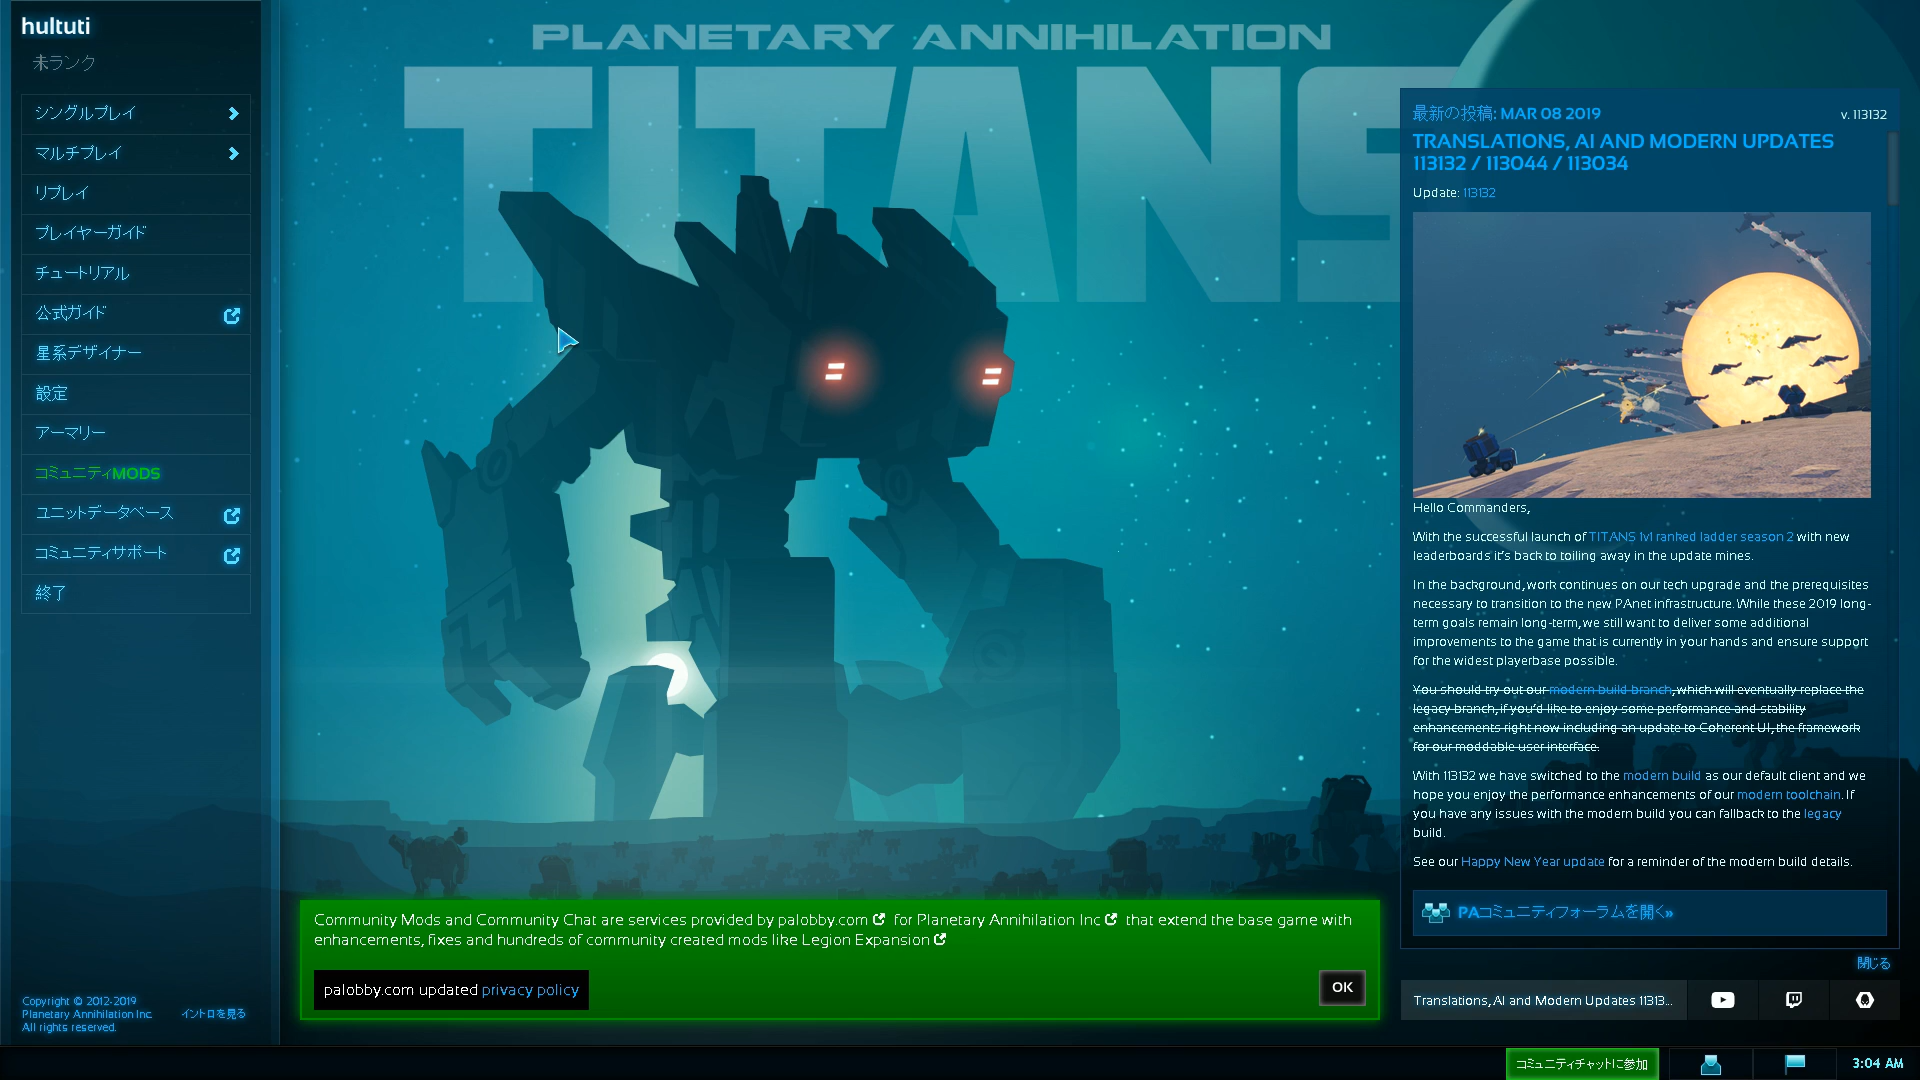 hultuti
未ランク
シングルプレイ
マルチプレイ
リプレイ
プレイヤーガイド
チュートリアル
公式ガイド
星系デザイナー
設定
アーマリー
コミュニティMODS
ユニットデータベース
コミュニティサポート
終了
Copyright © 2012-2019
Planetary Annihilation Inc.
All rights reserved.
イントロを見る
PLANETARY ANNIHILATION
TITANS
最新の投稿: MAR 08 2019
v. 113132
TRANSLATIONS, AI AND MODERN UPDATES
113132 / 113044 / 113034
Update: 113132
Hello Commanders,
With the successful launch of TITANS 1v1 ranked ladder season 2 with new
leaderboards it's back to toiling away in the update mines.
In the background, work continues on our tech upgrade and the prerequisites
necessary to transition to the new PAnet infrastructure. While these 2019 long-
term goals remain long-term, we still want to deliver some additional
improvements to the game that is currently in your hands and ensure support
for the widest playerbase possible.
You should try out our modern build branch, which will eventually replace the
legacy branch, if you'd like to enjoy some performance and stability
enhancements right now including an update to Coherent UI, the framework
for our moddable user interface.
With 113132 we have switched to the modern build as our default client and we
hope you enjoy the performance enhancements of our modern toolchain. If
you have any issues with the modern build you can fallback to the legacy
build.
See our Happy New Year update for a reminder of the modern build details.
PAコミュニティフォーラムを開く»
閉じる
Translations, AI and Modern Updates 11313...
Community Mods and Community Chat are services provided by palobby.com for Planetary Annihilation Inc that extend the base game with
enhancements, fixes and hundreds of community created mods like Legion Expansion
palobby.com updated privacy policy
OK
コミュニティチャットに参加
3:04 AM